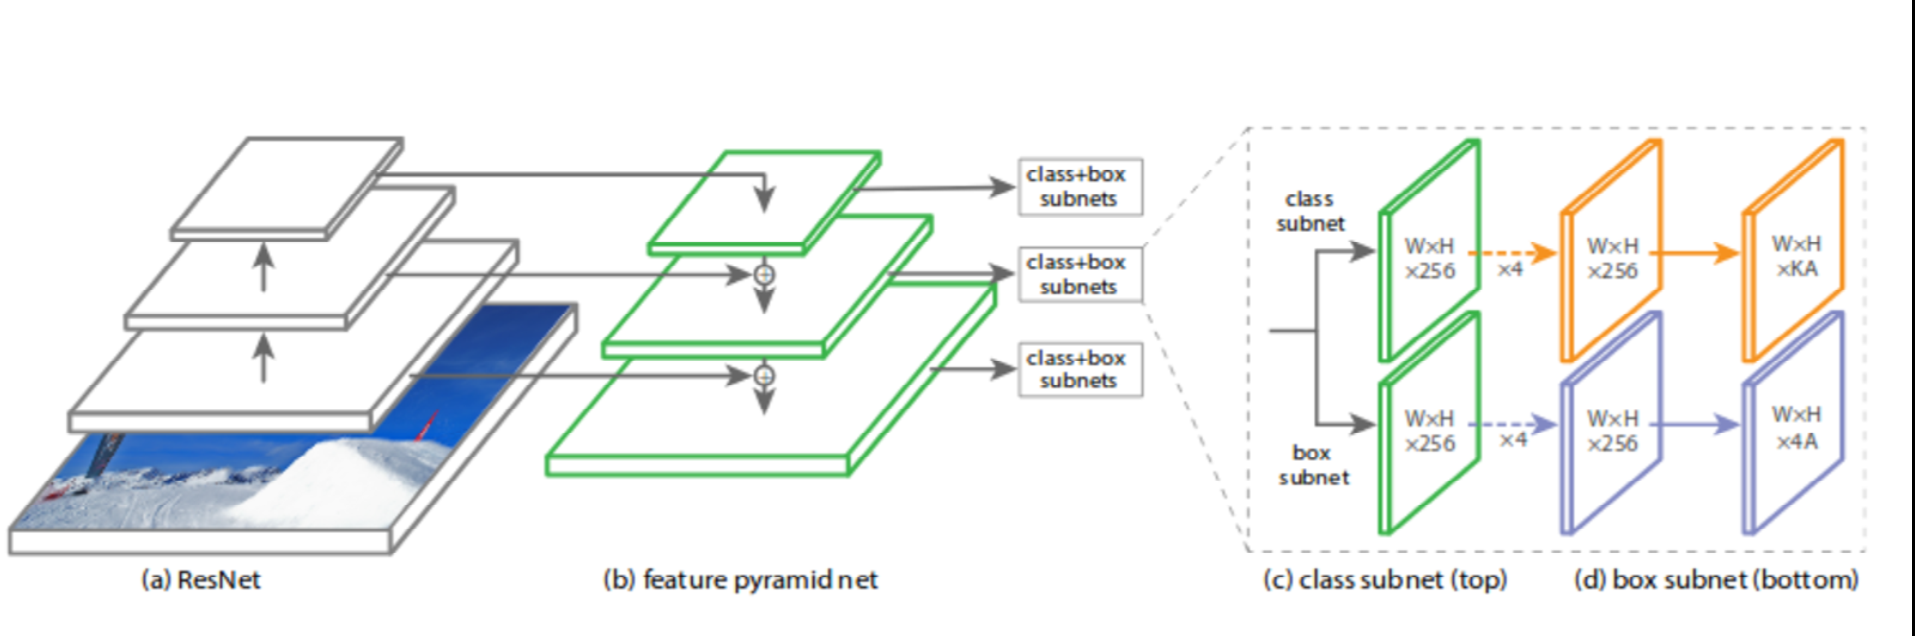 class+box
subnets
class+box
subnets
class+box
subnets
class
subnet
W×H
×256
×4
W×H
×256
W×H
×KA
box
subnet
W×H
×256
×4
W×H
×256
W×H
×4A
(a) ResNet
(b) feature pyramid net
(c) class subnet (top)
(d) box subnet (bottom)